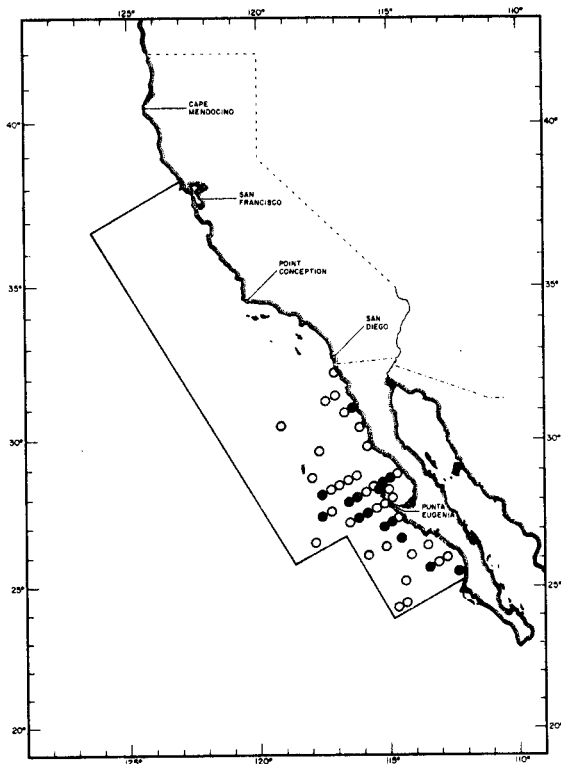 125° 120° 115° 110°
CAPE
MENDOCINO
40°
40°
SAN
FRANCISCO
POINT
CONCEPTION
35°
35°
SAN
DIEGO
30°
30°
PUNTA
EUGENIA
25°
25°
20°
20°
125° 120° 115° 110°